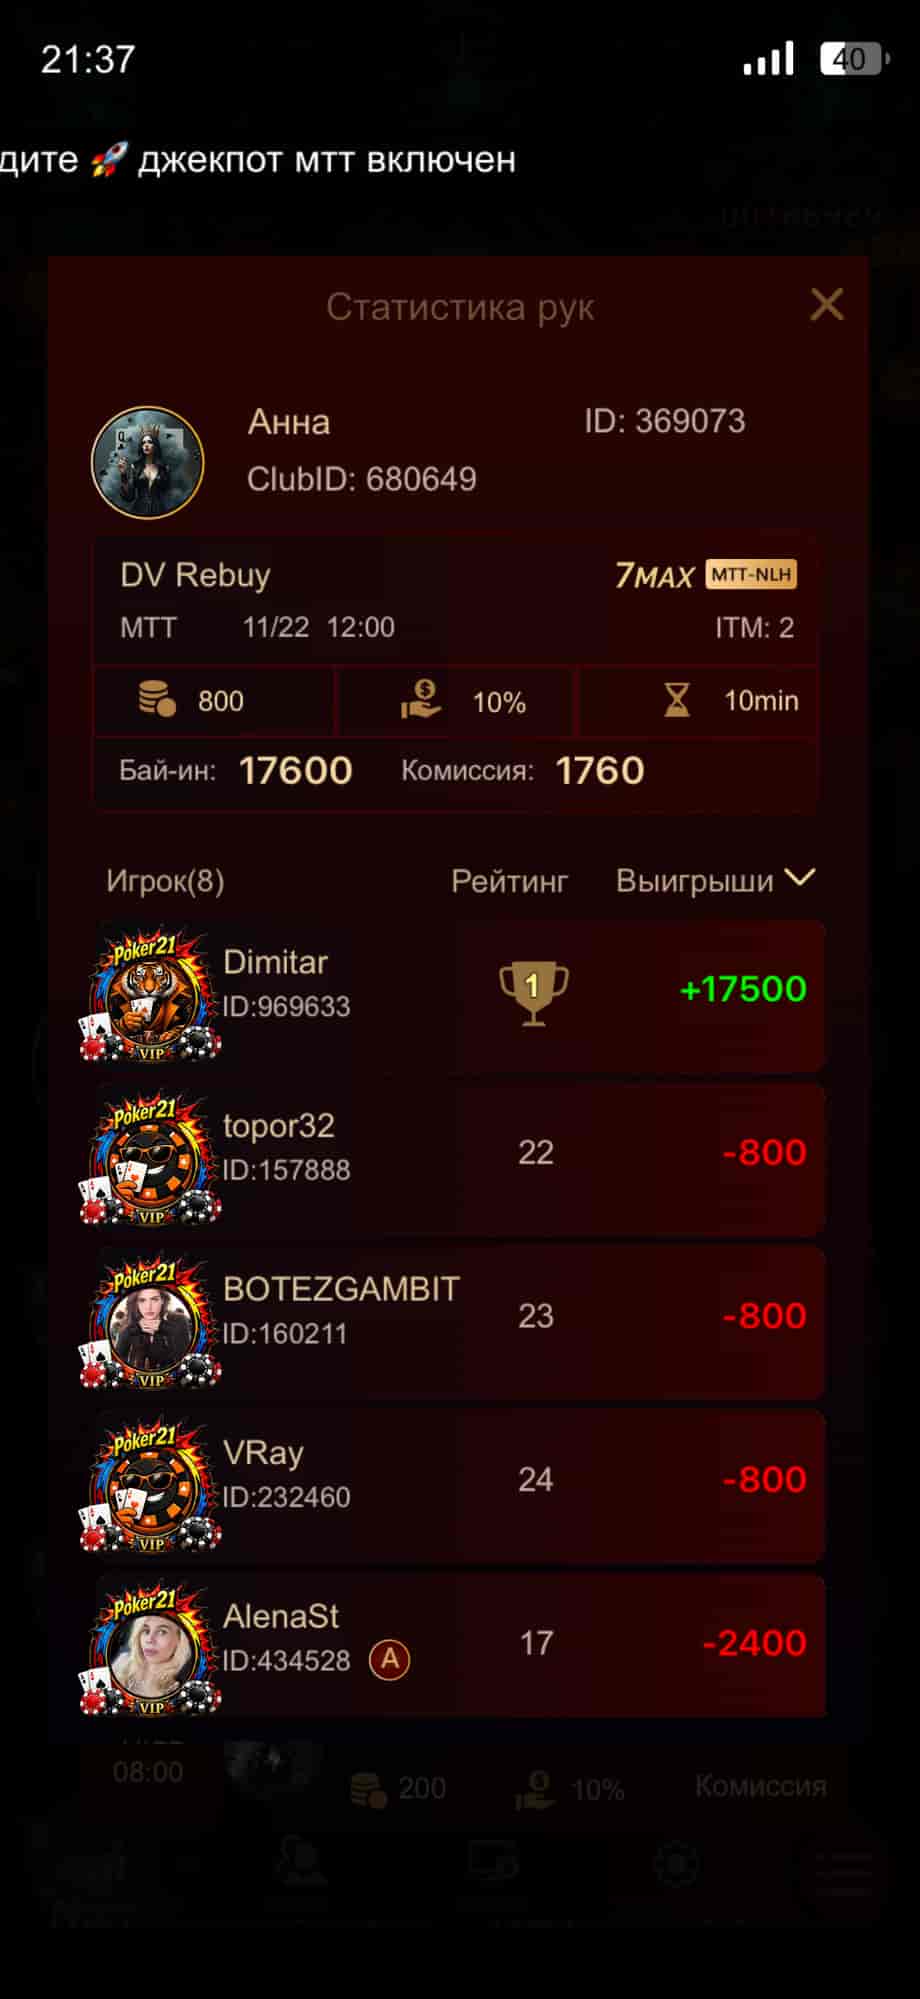 21:37
40
дите 🚀 джекпот мтт включен
Статистика рук
Анна ID: 369073
ClubID: 680649
DV Rebuy 7MAX MTT-NLH
MTT 11/22 12:00 ITM: 2
800 10% 10min
Бай-ин: 17600 Комиссия: 1760
Игрок(8) Рейтинг Выигрыши
Poker21
VIP
Dimitar
ID:969633
1
+17500
Poker21
VIP
topor32
ID:157888
22
-800
Poker21
VIP
BOTEZGAMBIT
ID:160211
23
-800
Poker21
VIP
VRay
ID:232460
24
-800
Poker21
VIP
AlenaSt
ID:434528 A
17
-2400
08:00 200 10% Комиссия